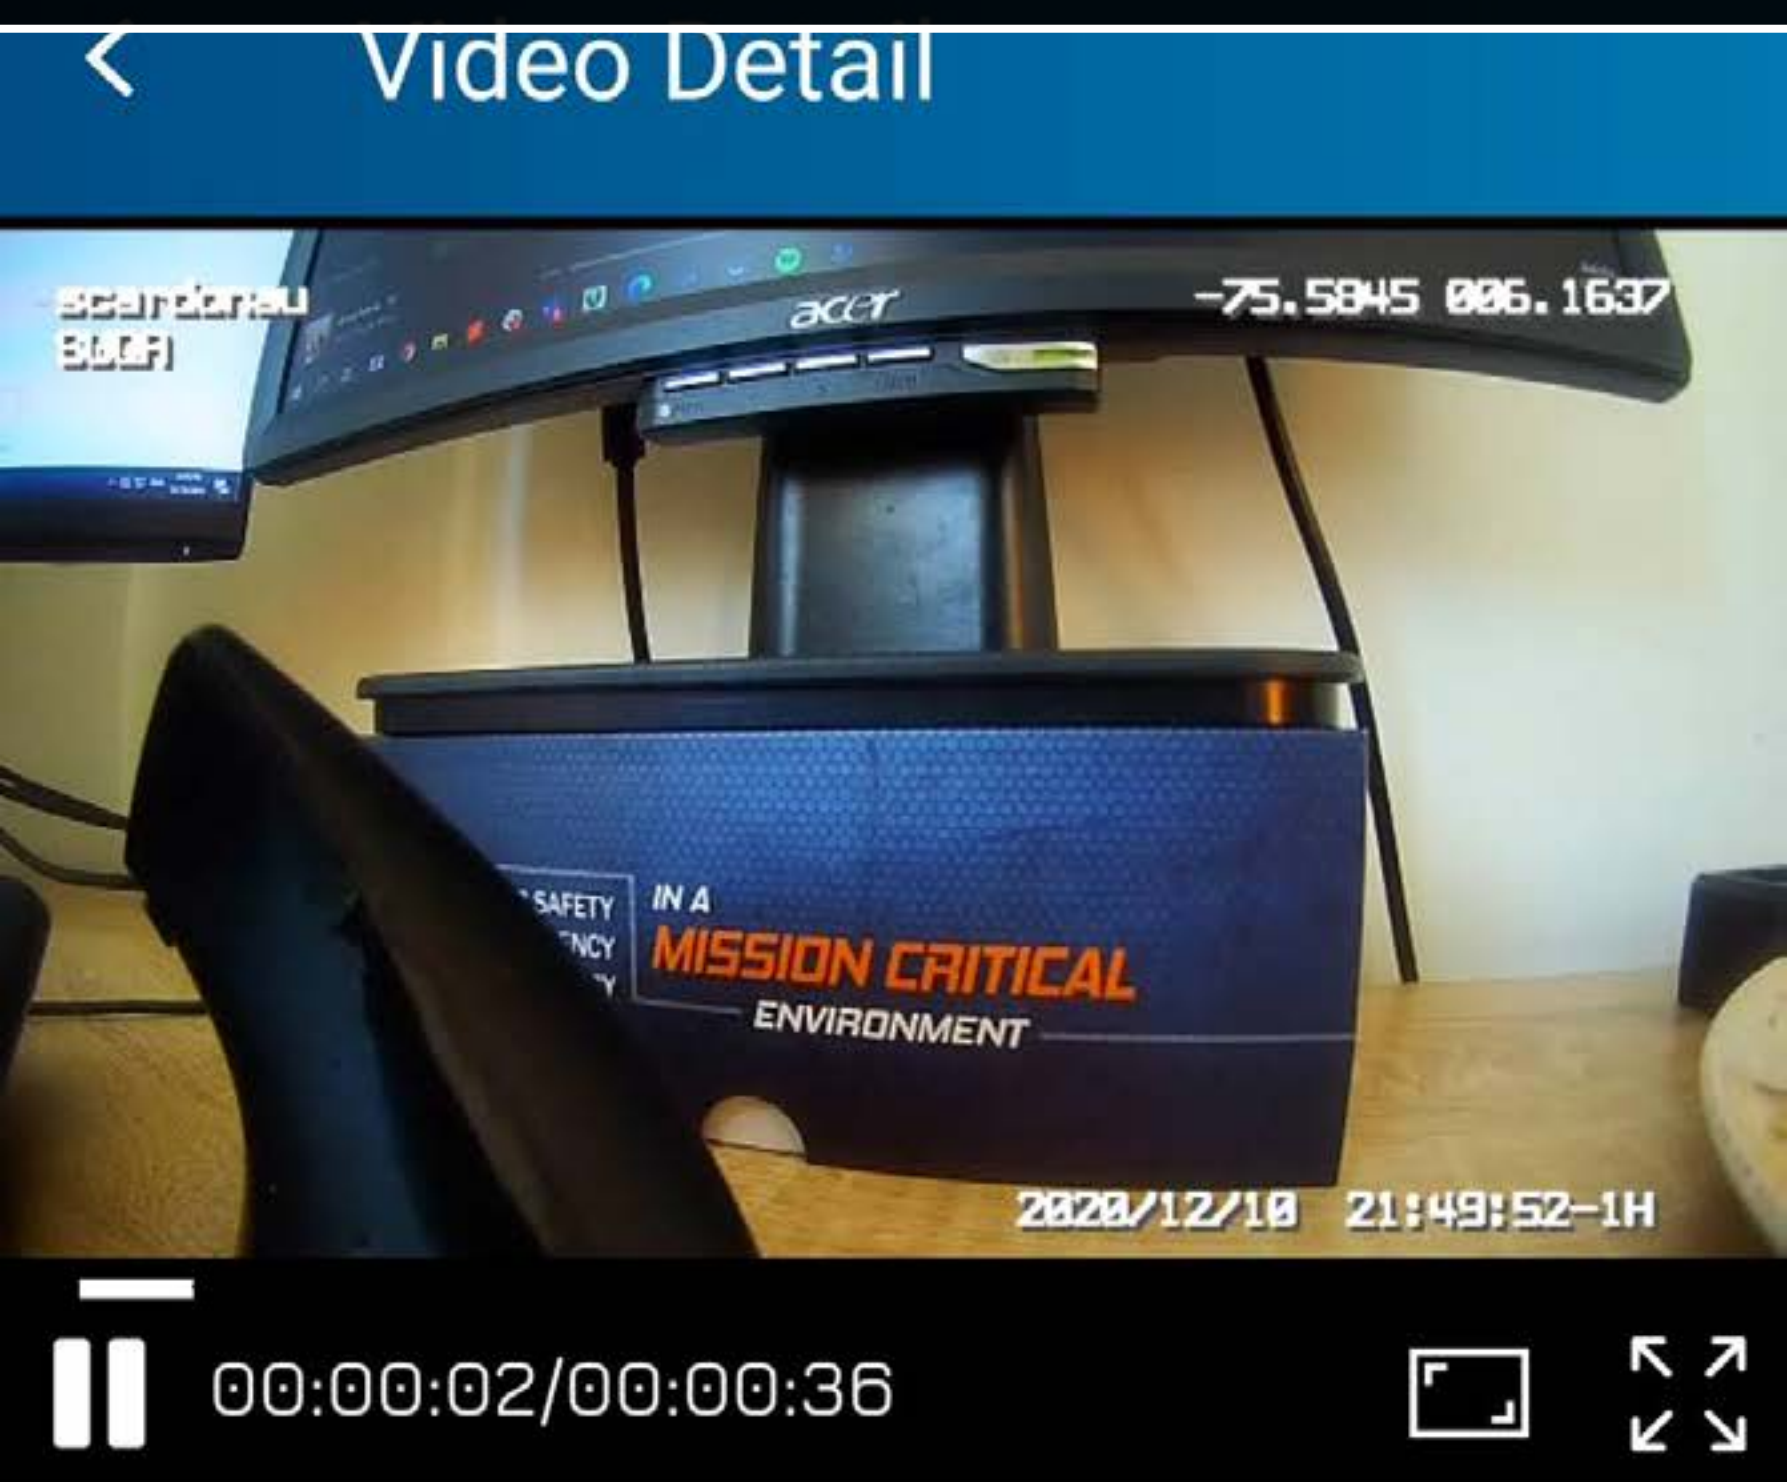 Video Detail
-75.5845 006.1637
acer
SAFETY
IN A
MISSION CRITICAL
ENVIRONMENT
2020/12/10 21:49:52-1H
00:00:02/00:00:36